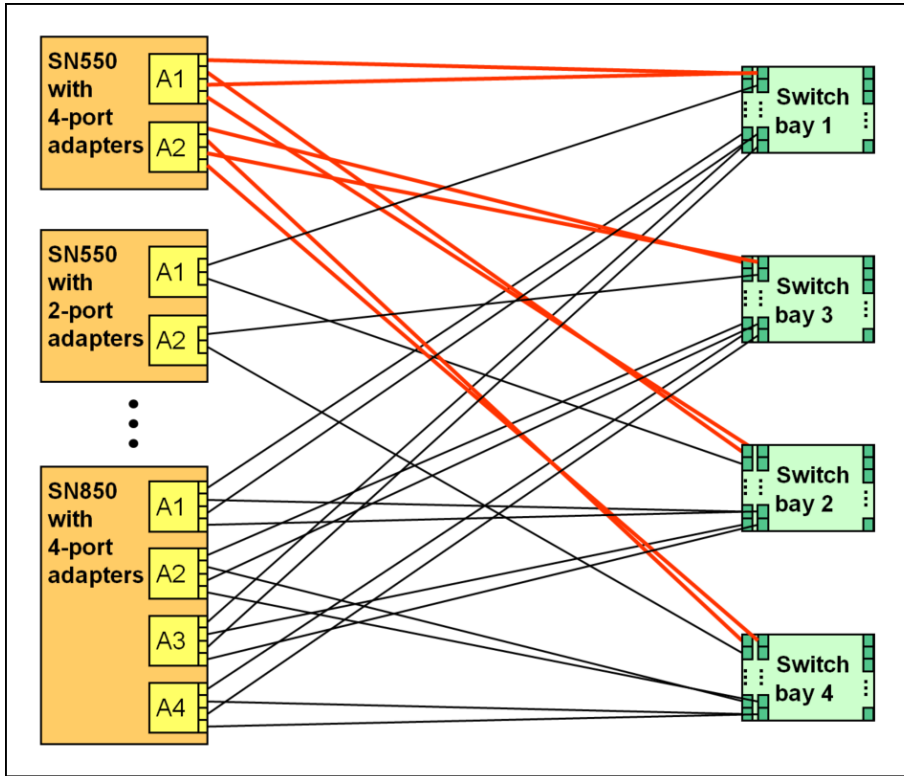 SN550
with
4-port
adapters
A1
A2
SN550
with
2-port
adapters
A1
A2
SN850
with
4-port
adapters
A1
A2
A3
A4
Switch
bay 1
Switch
bay 3
Switch
bay 2
Switch
bay 4